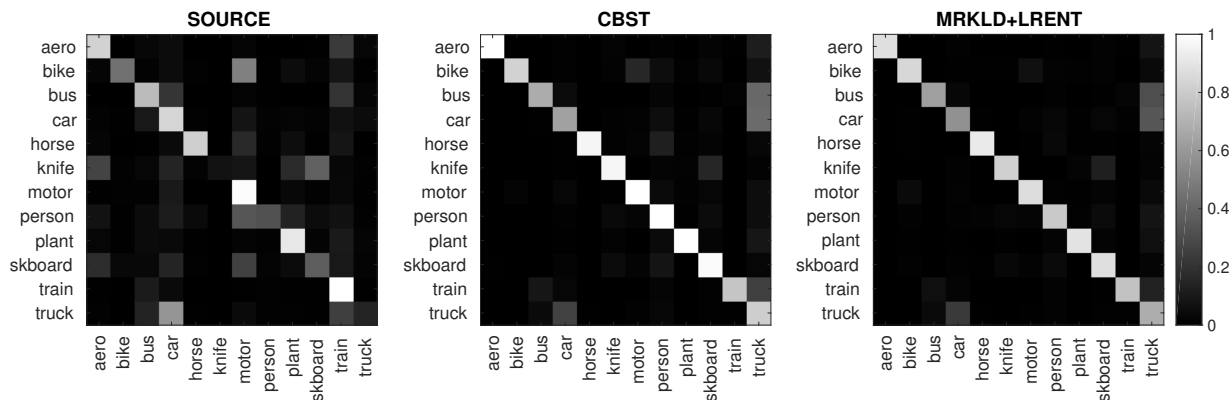 SOURCE
CBST
MRKLD+LRENT
aero
bike
bus
car
horse
knife
motor
person
plant
skboard
train
truck
aero
bike
bus
car
horse
knife
motor
person
plant
skboard
train
truck
aero
bike
bus
car
horse
knife
motor
person
plant
skboard
train
truck
aero
bike
bus
car
horse
knife
motor
person
plant
skboard
train
truck
aero
bike
bus
car
horse
knife
motor
person
plant
skboard
train
truck
aero
bike
bus
car
horse
knife
motor
person
plant
skboard
train
truck
1
0.8
0.6
0.4
0.2
0